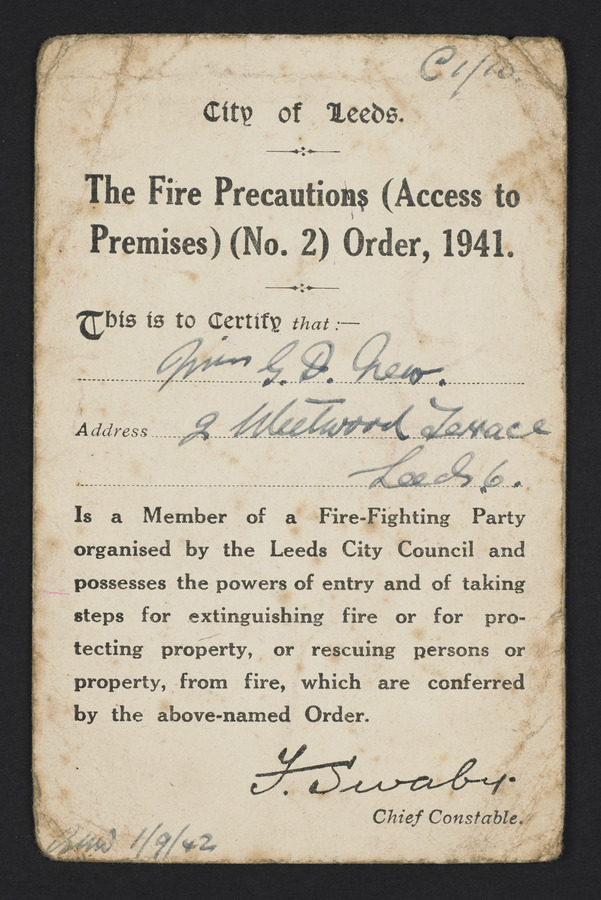 C 1/10.
City of Leeds.
The Fire Precautions (Access to
Premises) (No. 2) Order, 1941.
This is to Certify that :—
Miss G. D. New.
Address 2 Weetwood Terrace
Leeds. 6.
Is a Member of a Fire-Fighting Party
organised by the Leeds City Council and
possesses the powers of entry and of taking
steps for extinguishing fire or for pro-
tecting property, or rescuing persons or
property, from fire, which are conferred
by the above-named Order.
F. Swaby.
Chief Constable.
1/9/42